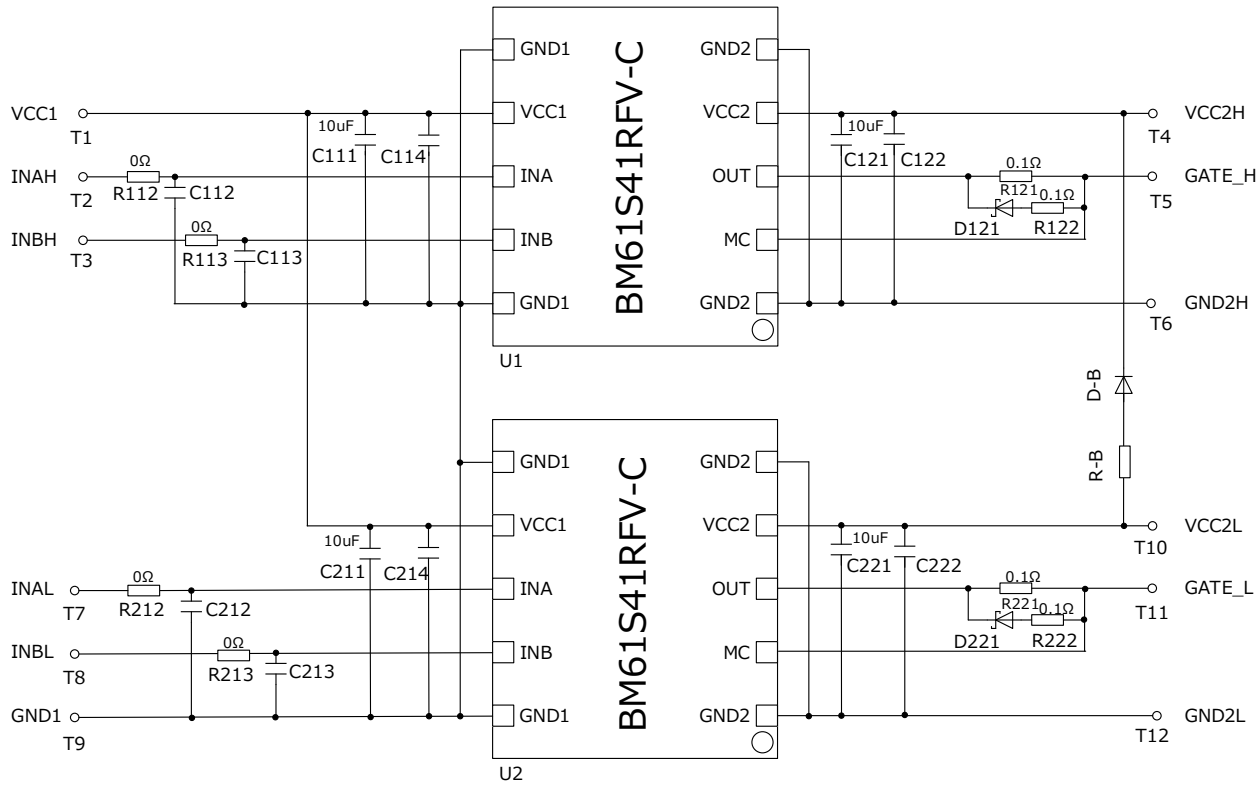 GND1
GND2
VCC1
T1
10uF
C111
C114
VCC1
BM61S41RFV-C
VCC2
10uF
C121
C122
VCC2H
T4
INAH
T2
0Ω
R112
C112
INA
OUT
0.1Ω
R121
0.1Ω
D121
R122
GATE_H
T5
INBH
T3
0Ω
R113
C113
INB
MC
GND1
GND2
GND2H
T6
U1
D-B
R-B
GND1
GND2
VCC1
10uF
C211
C214
BM61S41RFV-C
VCC2
10uF
C221
C222
VCC2L
T10
INAL
T7
0Ω
R212
C212
INA
OUT
0.1Ω
R221
0.1Ω
D221
R222
GATE_L
T11
INBL
T8
0Ω
R213
C213
INB
MC
GND1
T9
GND1
GND2
GND2L
T12
U2